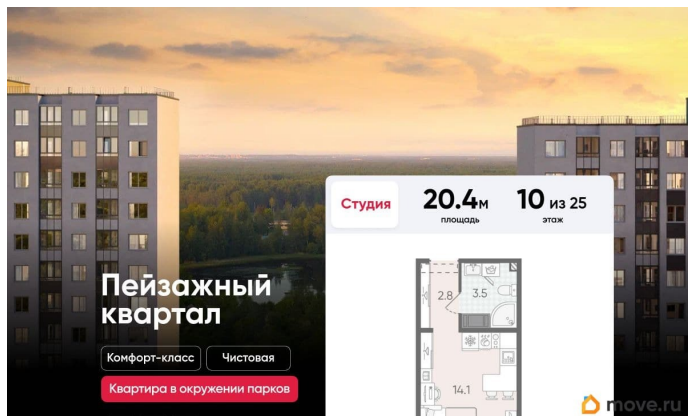 Студия
20.4м
площадь
10 из 25
этаж
Пейзажный
квартал
Комфорт-класс
Чистовая
Квартира в окружении парков
2.8
3.5
14.1
move.ru